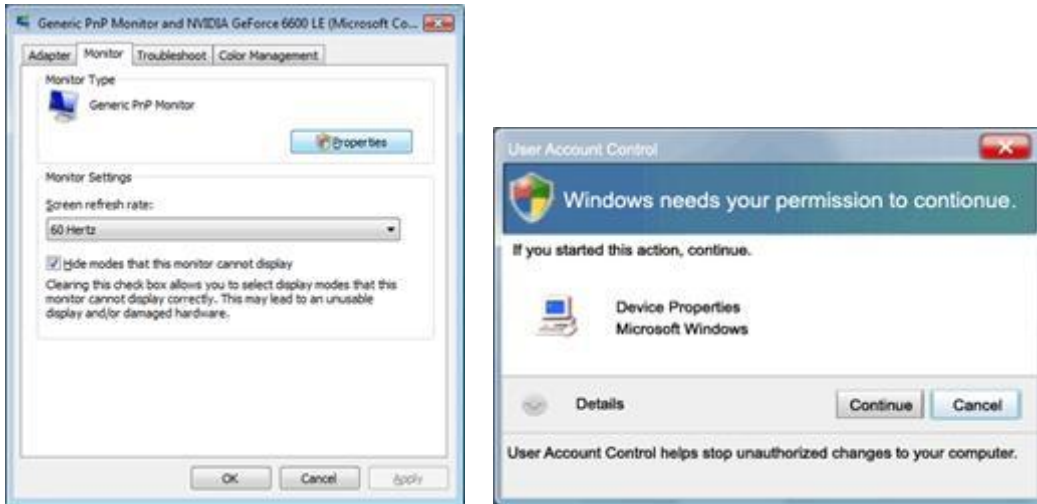 Generic PnP Monitor and NVIDIA GeForce 6600 LE (Microsoft Co...
Adapter Monitor Troubleshoot Color Management
Monitor Type
Generic PnP Monitor
Properties
Monitor Settings
Screen refresh rate:
60 Hertz
Hide modes that this monitor cannot display
Clearing this check box allows you to select display modes that this
monitor cannot display correctly. This may lead to an unusable
display and/or damaged hardware.
OK Cancel Apply
User Account Control
Windows needs your permission to contionue.
If you started this action, continue.
Device Properties
Microsoft Windows
Details Continue Cancel
User Account Control helps stop unauthorized changes to your computer.